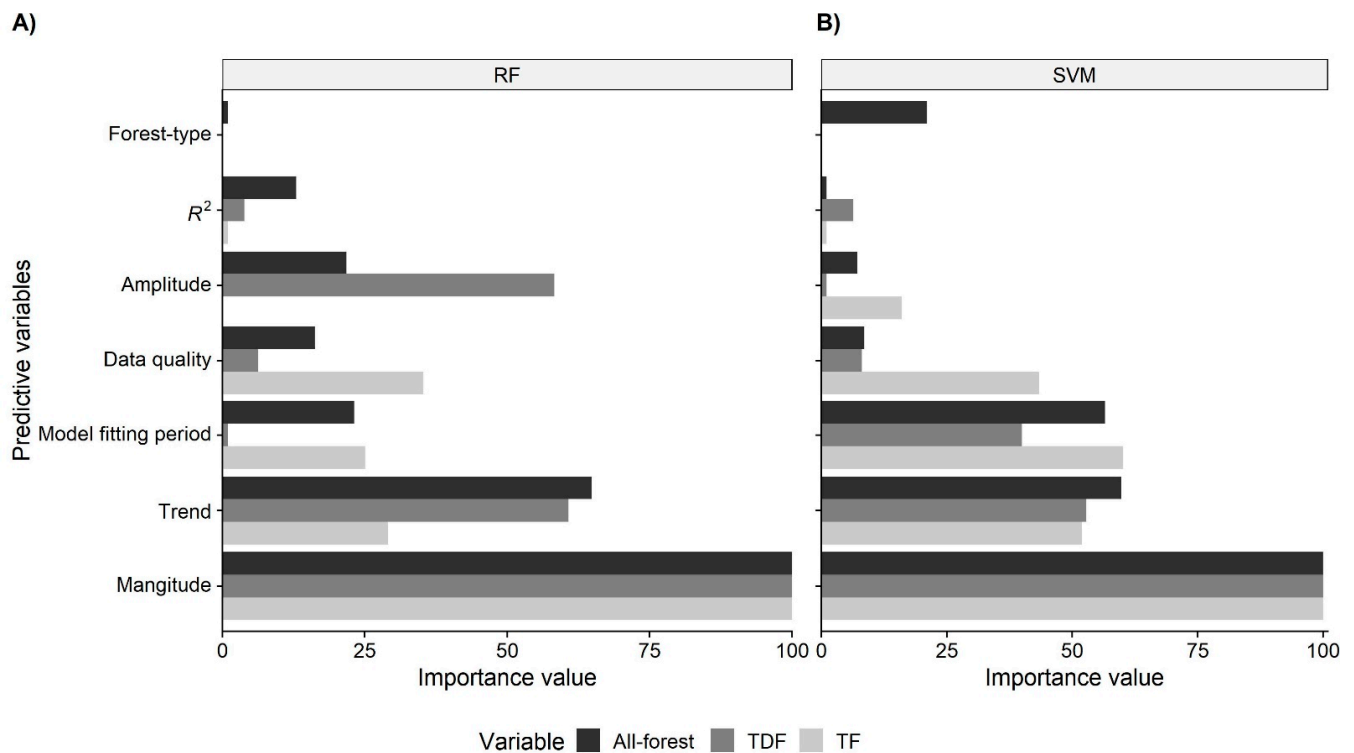 A)
B)
RF
SVM
Predictive variables
Forest-type
R²
Amplitude
Data quality
Model fitting period
Trend
Mangitude
0 25 50 75 100
0 25 50 75 100
Importance value
Importance value
Variable All-forest TDF TF